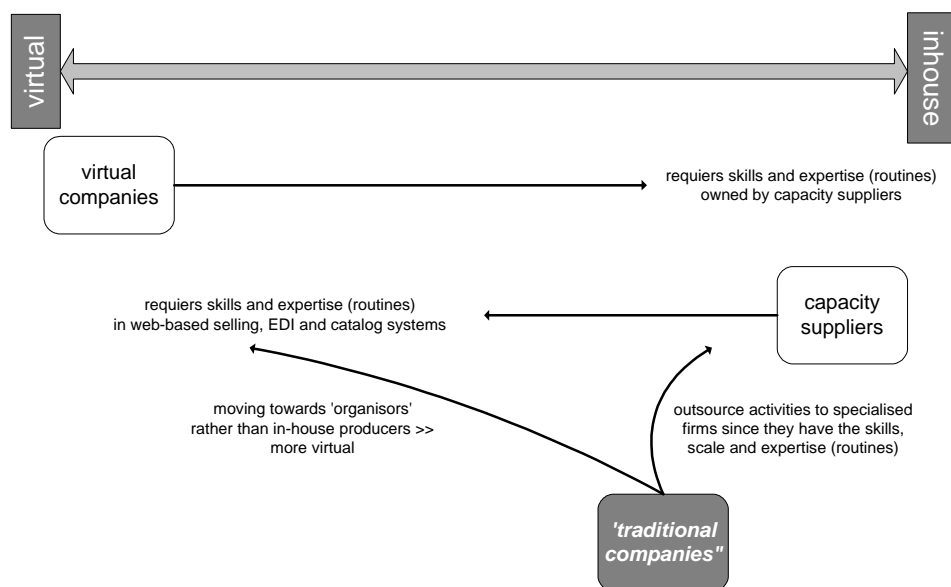 virtual
inhouse
virtual
companies
requiers skills and expertise (routines)
owned by capacity suppliers
requiers skills and expertise (routines)
in web-based selling, EDI and catalog systems
capacity
suppliers
moving towards 'organisors'
rather than in-house producers >>
more virtual
outsource activities to specialised
firms since they have the skills,
scale and expertise (routines)
'traditional
companies"